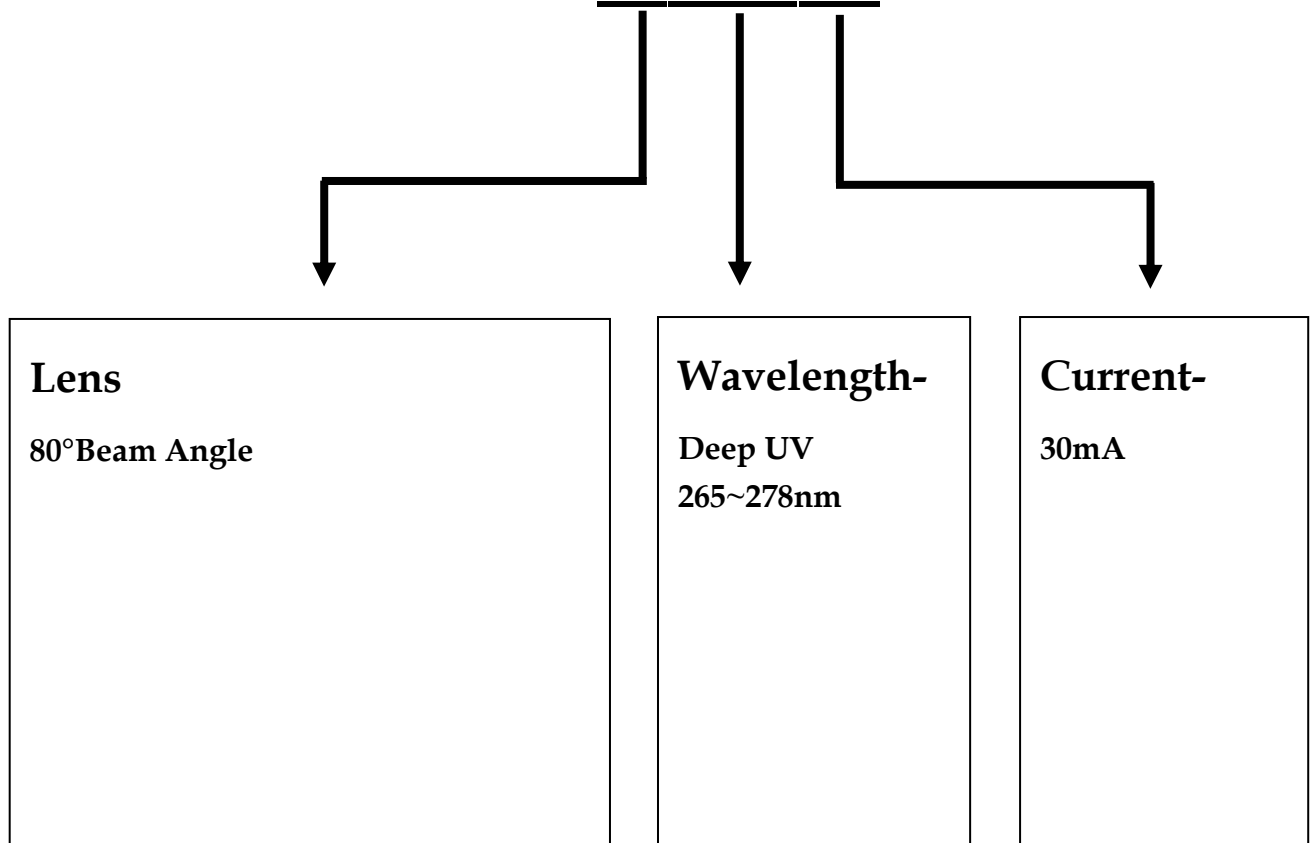 Lens
80°Beam Angle
Wavelength-
Deep UV
265~278nm
Current-
30mA